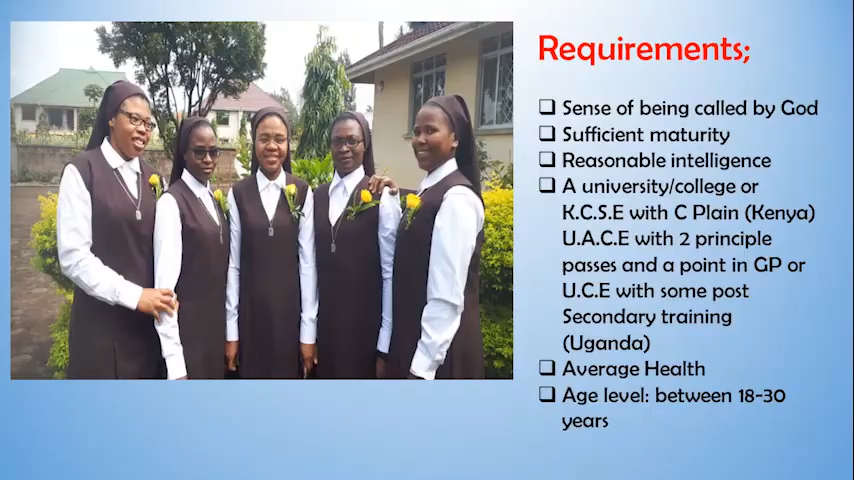 Requirements;
❑ Sense of being called by God
❑ Sufficient maturity
❑ Reasonable intelligence
❑ A university/college or
K.C.S.E with C Plain (Kenya)
U.A.C.E with 2 principle
passes and a point in GP or
U.C.E with some post
Secondary training
(Uganda)
❑ Average Health
❑ Age level: between 18-30
years